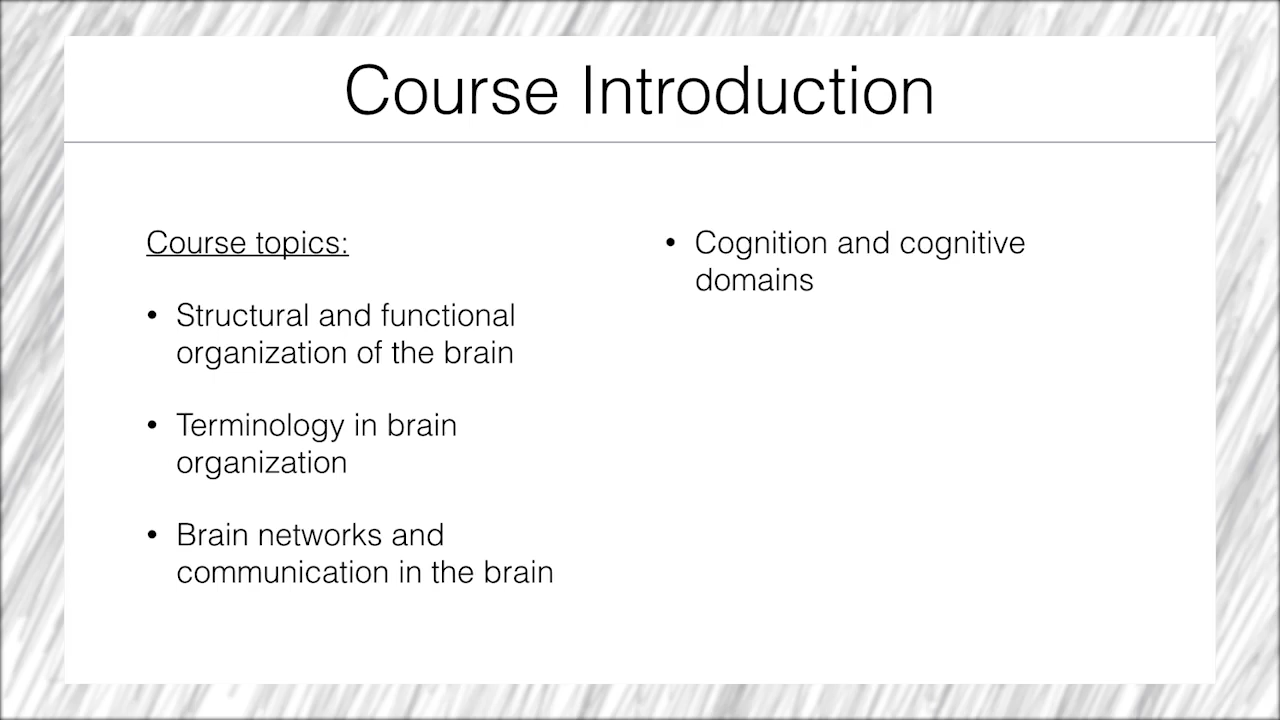 Course Introduction
Course topics:
• Structural and functional
organization of the brain
• Terminology in brain
organization
• Brain networks and
communication in the brain
• Cognition and cognitive
domains